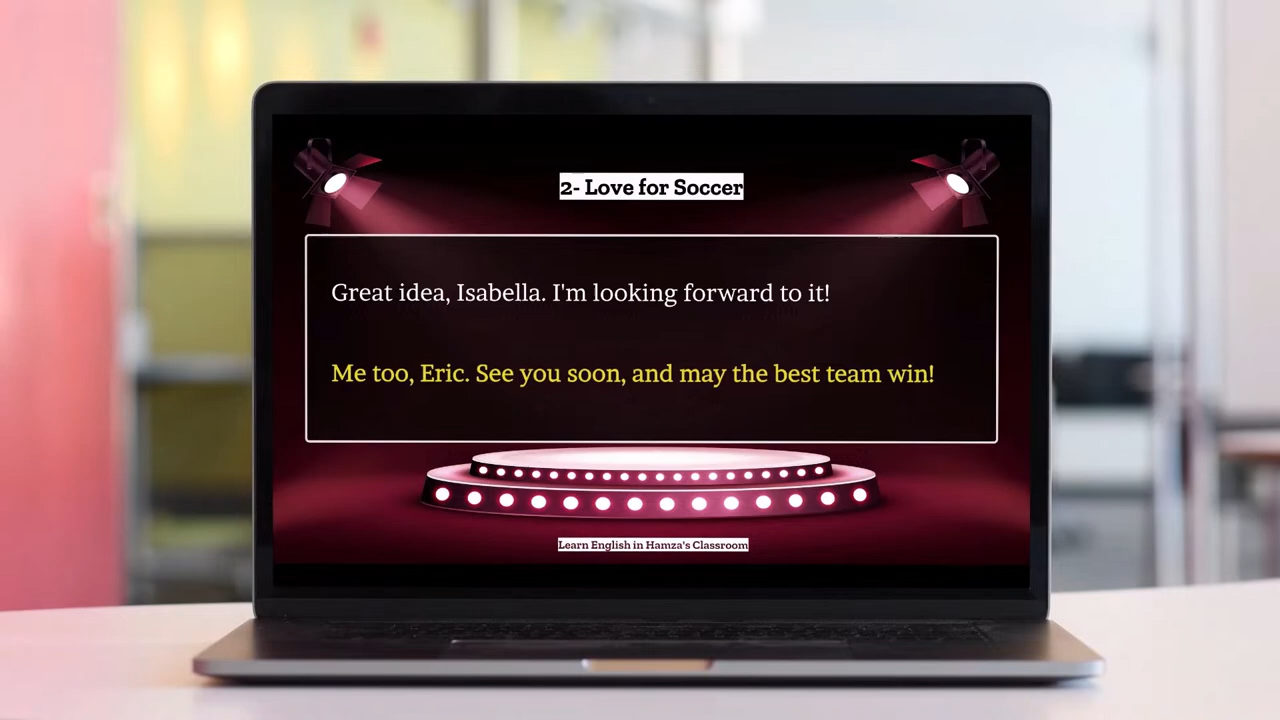 2- Love for Soccer
Great idea, Isabella. I'm looking forward to it!
Me too, Eric. See you soon, and may the best team win!
Learn English in Hamza's Classroom